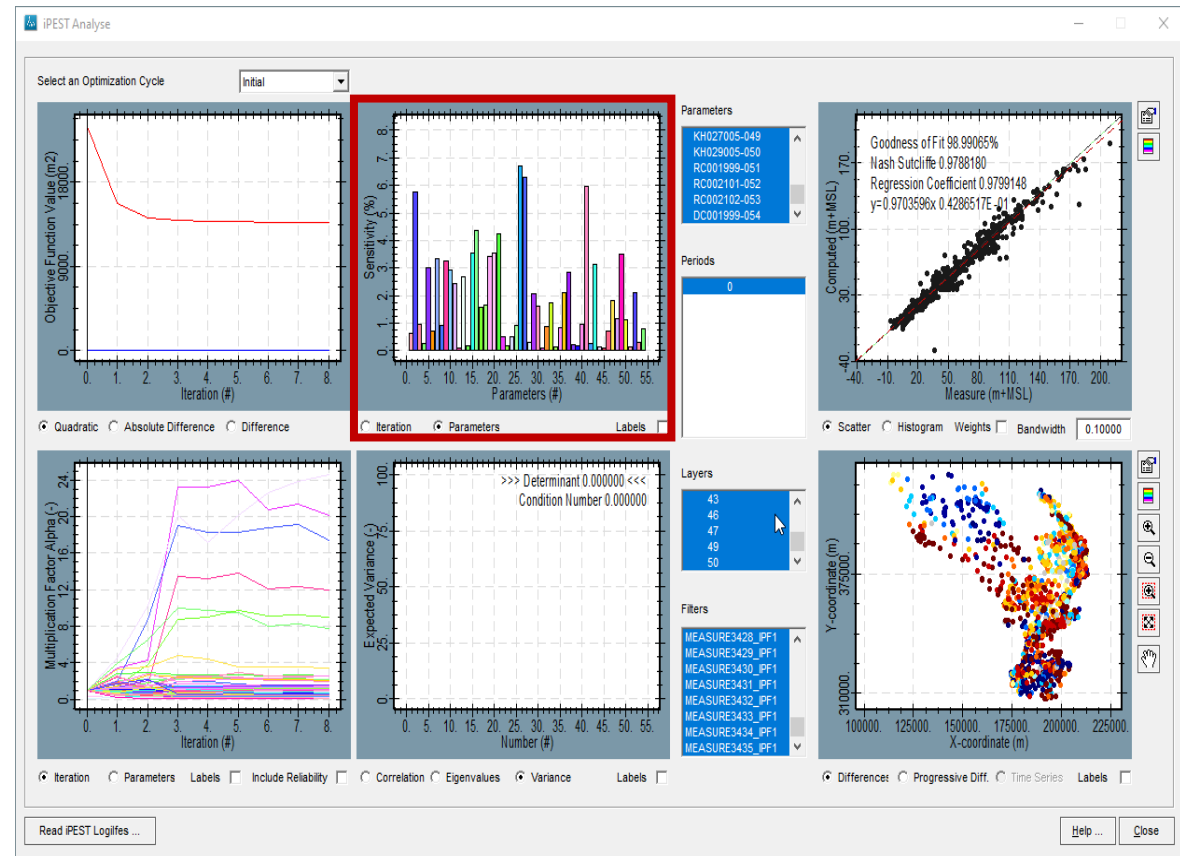 iPEST Analyse
Select an Optimization Cycle Initial
Objective Function Value (m2)
18000.
9000.
0.
0. 1. 2. 3. 4. 5. 6. 7. 8.
Iteration (#)
Quadratic Absolute Difference Difference
Sensitivity (%)
8.
7.
6.
5.
4.
3.
2.
1.
0.
0. 5. 10. 15. 20. 25. 30. 35. 40. 45. 50. 55.
Parameters (#)
Iteration Parameters Labels
Parameters
KH027005-049
KH029005-050
RC001999-051
RC002101-052
RC002102-053
DC001999-054
Periods
0
Goodness of Fit 98.99065%
Nash Sutcliffe 0.9788180
Regression Coefficient 0.9799148
y=0.9703596x 0.4286517E -01
Computed (m+MSL)
170.
100.
30.
-40.
-40. -10. 20. 50. 80. 110. 140. 170. 200.
Measure (m+MSL)
Scatter Histogram Weights Bandwidth 0.10000
Multiplication Factor Alpha (-)
24.
20.
16.
12.
8.
4.
0.
0. 1. 2. 3. 4. 5. 6. 7. 8.
Iteration (#)
Iteration Parameters Labels Include Reliability
>>> Determinant 0.000000 <<<
Condition Number 0.000000
Expected Variance (-)
100.
75.
50.
25.
0.
0. 5. 10. 15. 20. 25. 30. 35. 40. 45. 50. 55.
Number (#)
Correlation Eigenvalues Variance Labels
Layers
43
46
47
49
50
Filters
MEASURE3428_IPF1
MEASURE3429_IPF1
MEASURE3430_IPF1
MEASURE3431_IPF1
MEASURE3432_IPF1
MEASURE3433_IPF1
MEASURE3434_IPF1
MEASURE3435_IPF1
Y-coordinate (m)
375000.
310000.
100000. 125000. 150000. 175000. 200000. 225000.
X-coordinate (m)
Differences Progressive Diff. Time Series Labels
Read iPEST Logilfes ... Help ... Close